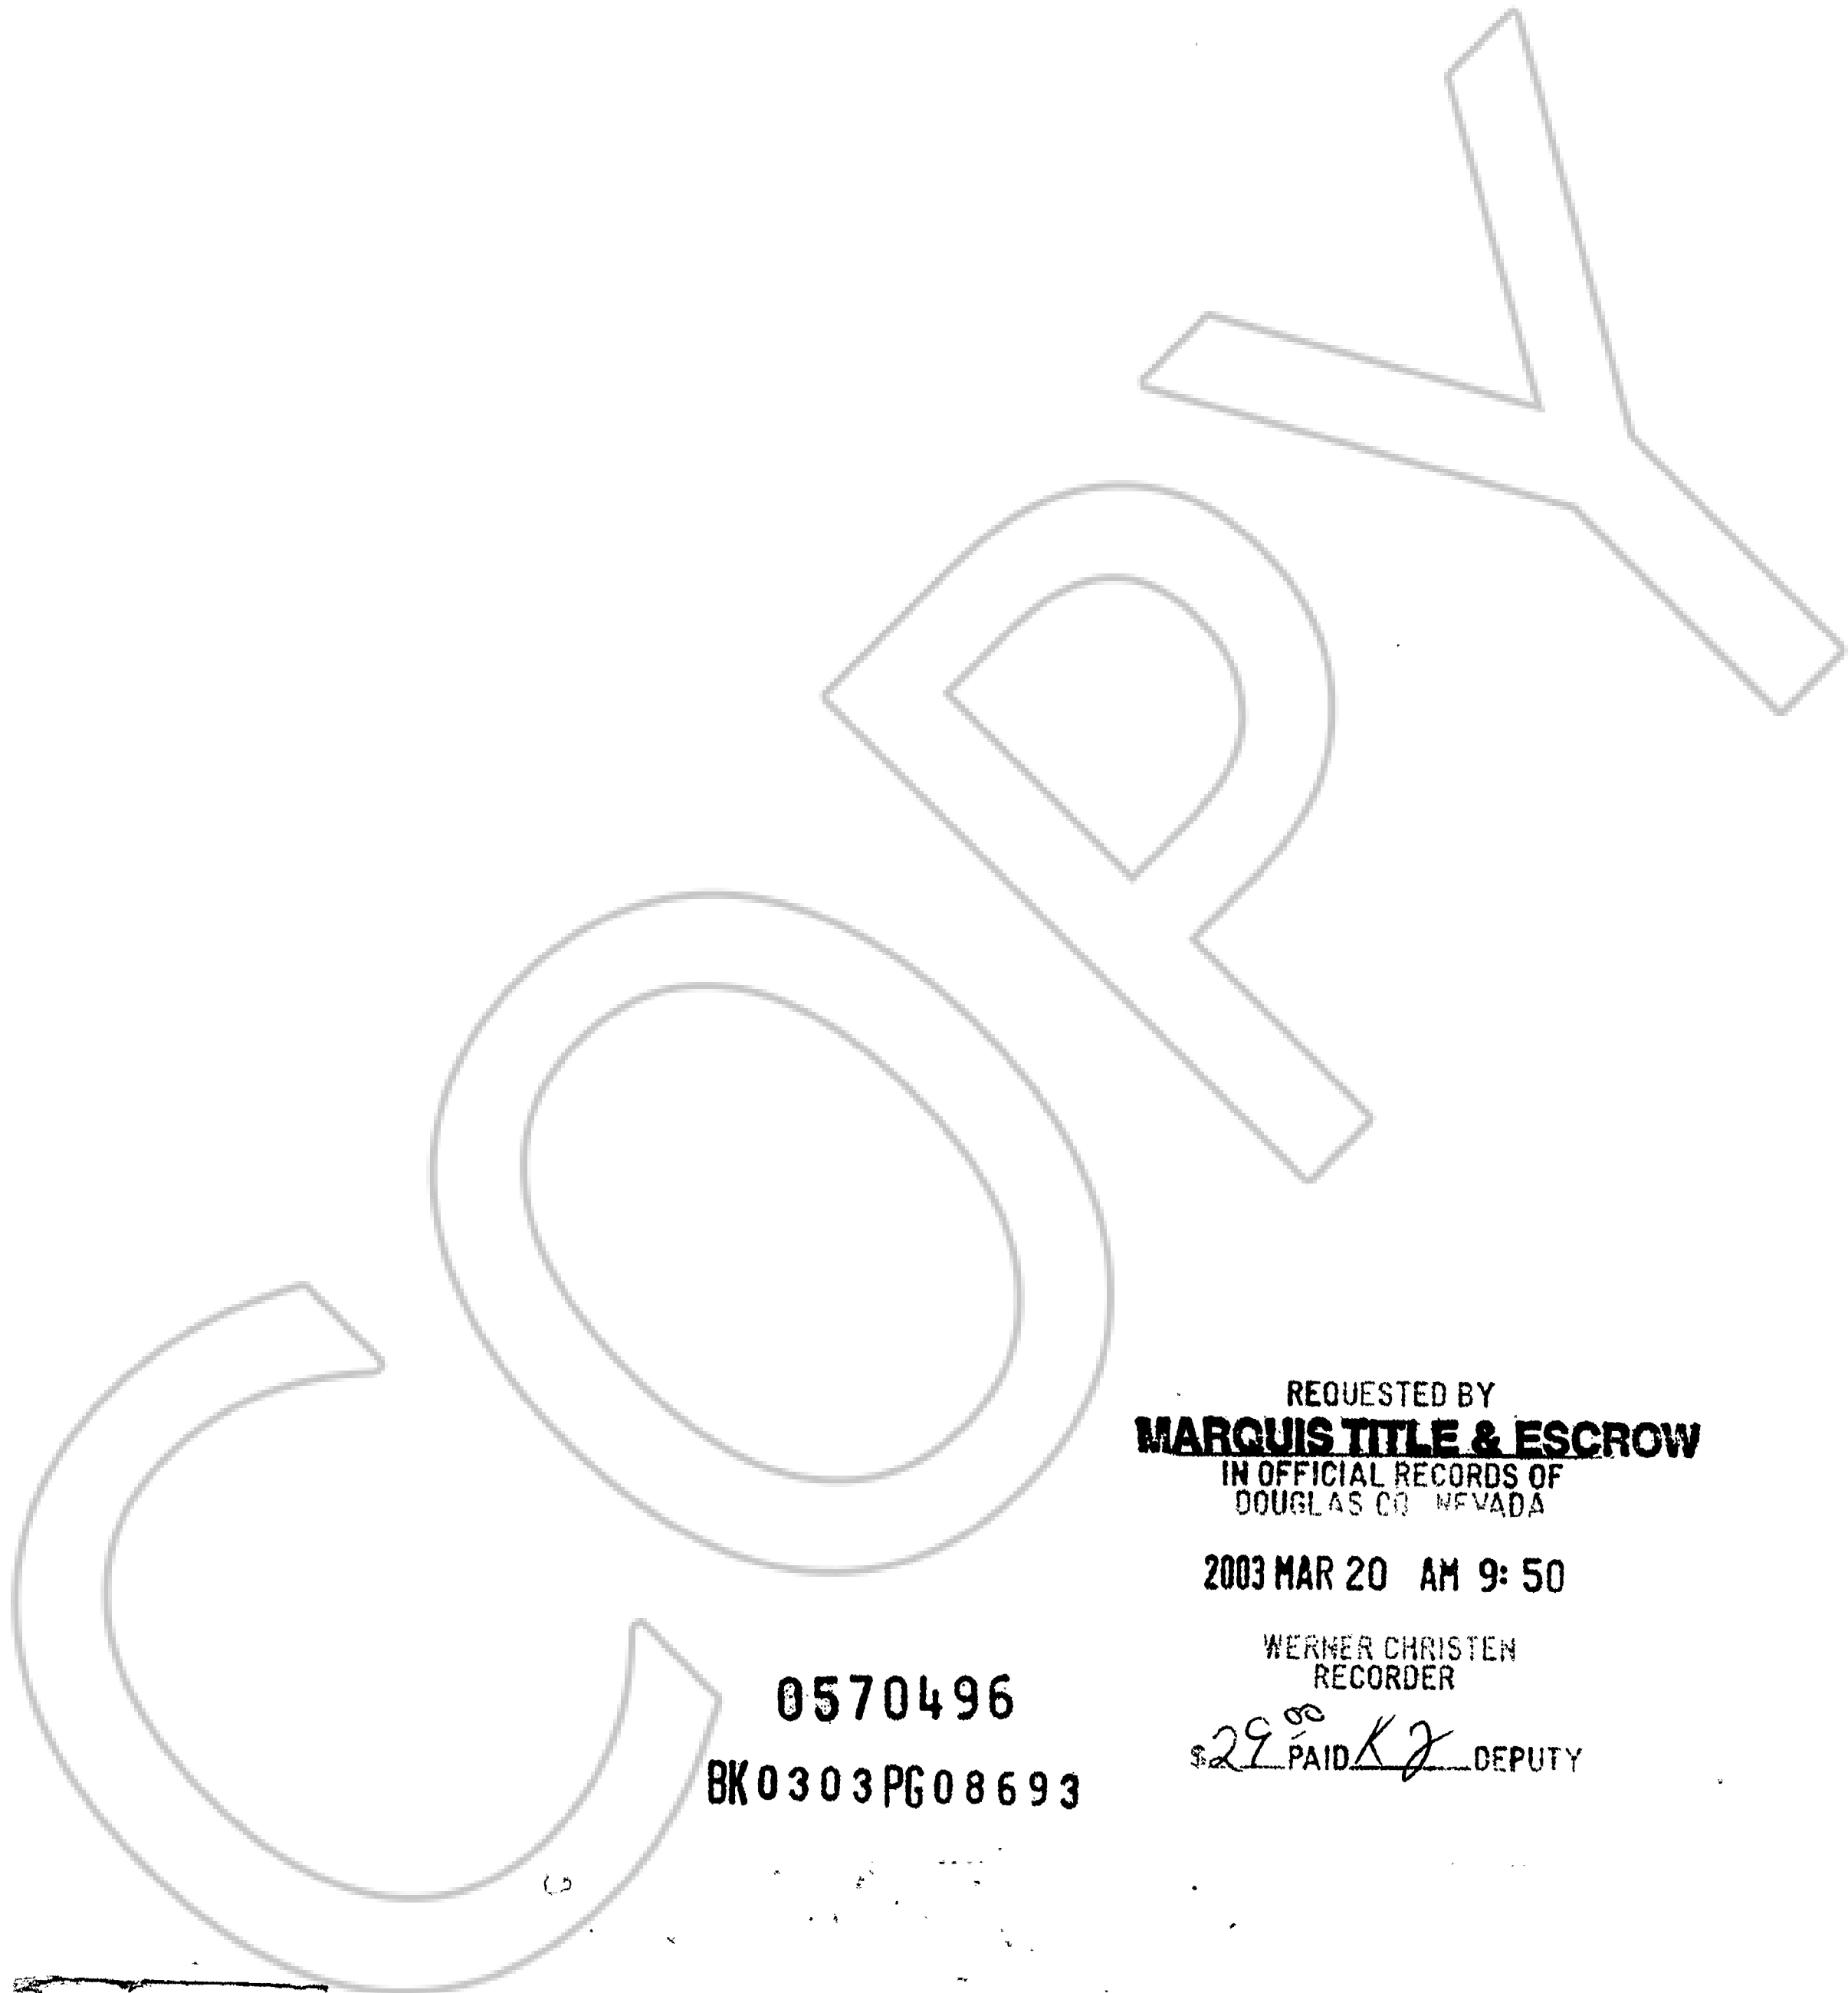 COPY
REQUESTED BY
MARQUIS TITLE & ESCROW
IN OFFICIAL RECORDS OF
DOUGLAS CO NEVADA
2003 MAR 20 AM 9:50
WERNER CHRISTEN
RECORDER
$29 00 PAID K J DEPUTY
0570496
BK0303PG08693